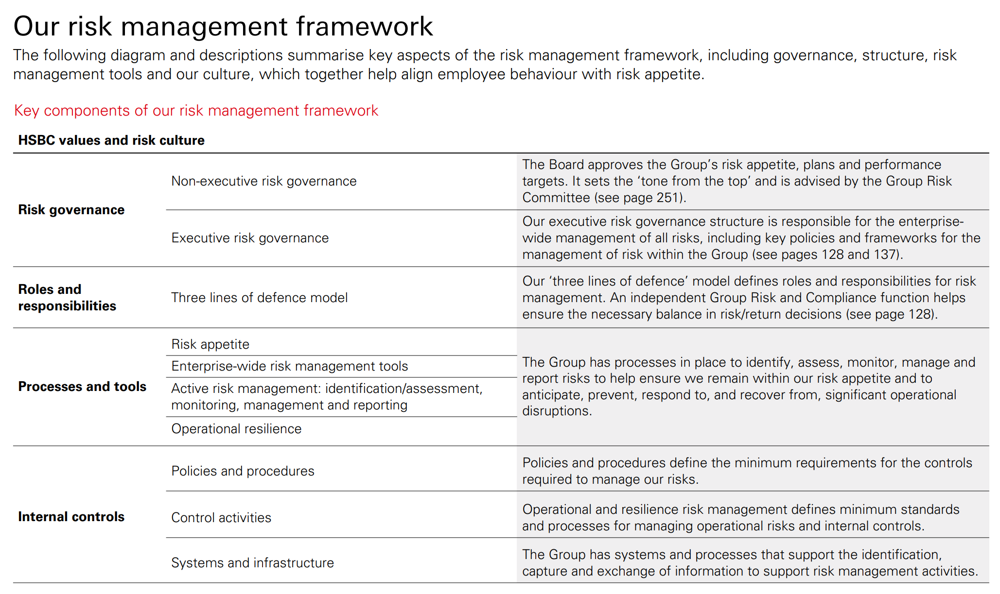 Our risk management framework
The following diagram and descriptions summarise key aspects of the risk management framework, including governance, structure, risk
management tools and our culture, which together help align employee behaviour with risk appetite.
Key components of our risk management framework
HSBC values and risk culture
Risk governance
Non-executive risk governance
The Board approves the Group’s risk appetite, plans and performance
targets. It sets the ‘tone from the top’ and is advised by the Group Risk
Committee (see page 251).
Executive risk governance
Our executive risk governance structure is responsible for the enterprise-
wide management of all risks, including key policies and frameworks for the
management of risk within the Group (see pages 128 and 137).
Roles and
responsibilities
Three lines of defence model
Our ‘three lines of defence’ model defines roles and responsibilities for risk
management. An independent Group Risk and Compliance function helps
ensure the necessary balance in risk/return decisions (see page 128).
Processes and tools
Risk appetite
Enterprise-wide risk management tools
Active risk management: identification/assessment,
monitoring, management and reporting
Operational resilience
The Group has processes in place to identify, assess, monitor, manage and
report risks to help ensure we remain within our risk appetite and to
anticipate, prevent, respond to, and recover from, significant operational
disruptions.
Internal controls
Policies and procedures
Policies and procedures define the minimum requirements for the controls
required to manage our risks.
Control activities
Operational and resilience risk management defines minimum standards
and processes for managing operational risks and internal controls.
Systems and infrastructure
The Group has systems and processes that support the identification,
capture and exchange of information to support risk management activities.